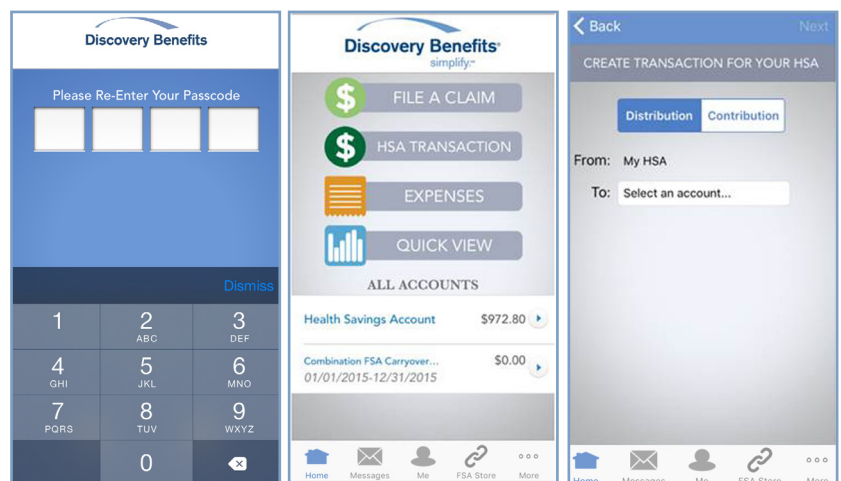 Discovery Benefits
Please Re-Enter Your Passcode
Dismiss
1
2
ABC
3
DEF
4
GHI
5
JKL
6
MNO
7
PQRS
8
TUV
9
WXYZ
0
Discovery Benefits
simplify.
FILE A CLAIM
HSA TRANSACTION
EXPENSES
QUICK VIEW
ALL ACCOUNTS
Health Savings Account $972.80
Combination FSA Carryover... $0.00
01/01/2015-12/31/2015
Home Messages Me FSA Store More
Back Next
CREATE TRANSACTION FOR YOUR HSA
Distribution Contribution
From: My HSA
To: Select an account...
Home Messages Me FSA Store More